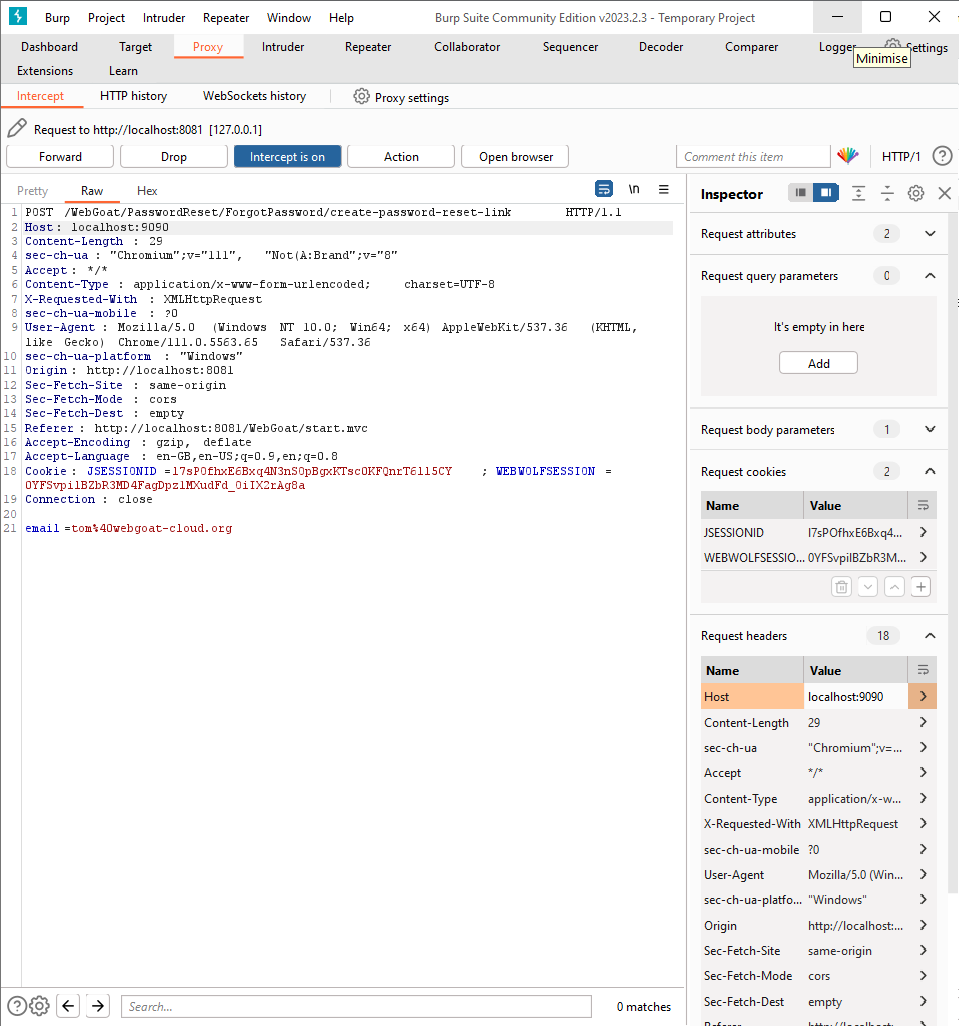 Burp Project Intruder Repeater Window Help Burp Suite Community Edition v2023.2.3 - Temporary Project
Dashboard Target Proxy Intruder Repeater Collaborator Sequencer Decoder Comparer Logger Settings
Minimise
Extensions Learn
Intercept HTTP history WebSockets history Proxy settings
Request to http://localhost:8081 [127.0.0.1]
Forward Drop Intercept is on Action Open browser Comment this item HTTP/1 ?
Pretty Raw Hex \n
1 POST /WebGoat/PasswordReset/ForgotPassword/create-password-reset-link HTTP/1.1
2 Host: localhost:9090
3 Content-Length : 29
4 sec-ch-ua : "Chromium";v="111", "Not(A:Brand";v="8"
5 Accept: */*
6 Content-Type : application/x-www-form-urlencoded; charset=UTF-8
7 X-Requested-With : XMLHttpRequest
8 sec-ch-ua-mobile : ?0
9 User-Agent : Mozilla/5.0 (Windows NT 10.0; Win64; x64) AppleWebKit/537.36 (KHTML,
like Gecko) Chrome/111.0.5563.65 Safari/537.36
10 sec-ch-ua-platform : "Windows"
11 Origin: http://localhost:8081
12 Sec-Fetch-Site : same-origin
13 Sec-Fetch-Mode : cors
14 Sec-Fetch-Dest : empty
15 Referer: http://localhost:8081/WebGoat/start.mvc
16 Accept-Encoding : gzip, deflate
17 Accept-Language : en-GB,en-US;q=0.9,en;q=0.8
18 Cookie: JSESSIONID =l7sPOfhxE6Bxq4N3nS0pBgxKTsc0KFQnrT6l15CY ; WEBWOLFSESSION =
0YFSvpilBZbR3MD4FagDpzlMXudFd_0iIX2rAg8a
19 Connection : close
20
21 email=tom%40webgoat-cloud.org
Inspector
Request attributes 2
Request query parameters 0
It's empty in here
Add
Request body parameters 1
Request cookies 2
Name Value
JSESSIONID l7sPOfhxE6Bxq4...
WEBWOLFSESSIO... 0YFSvpilBZbR3M...
Request headers 18
Name Value
Host localhost:9090
Content-Length 29
sec-ch-ua "Chromium";v=...
Accept */*
Content-Type application/x-w...
X-Requested-With XMLHttpRequest
sec-ch-ua-mobile ?0
User-Agent Mozilla/5.0 (Win...
sec-ch-ua-platfo... "Windows"
Origin http://localhost:...
Sec-Fetch-Site same-origin
Sec-Fetch-Mode cors
Sec-Fetch-Dest empty
Referer http://localhost:...
? Search... 0 matches